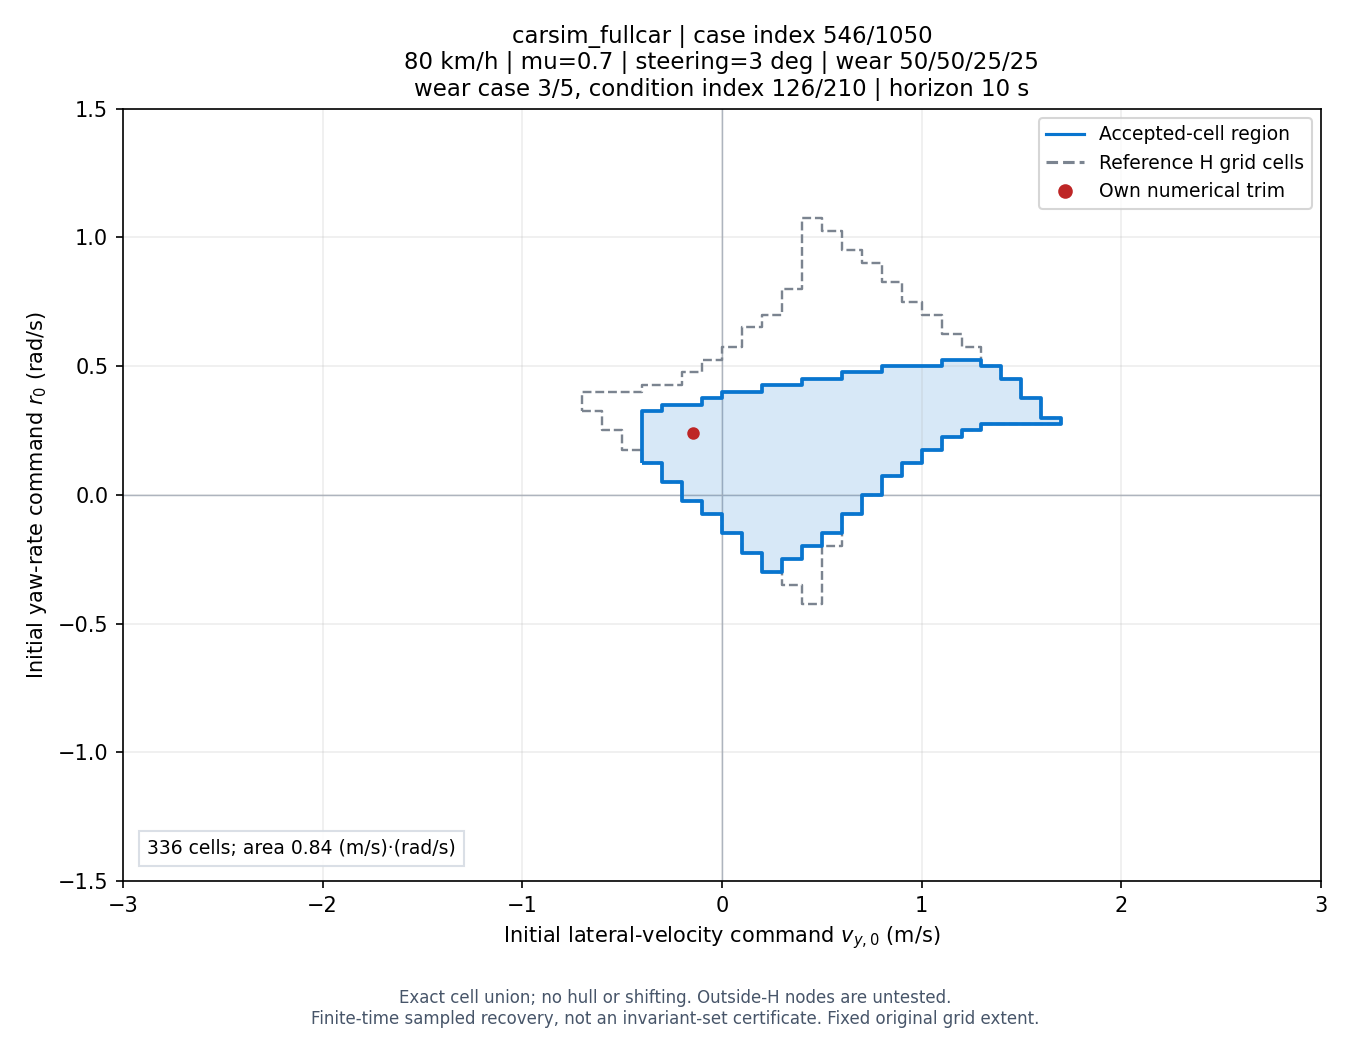 carsim_fullcar | case index 546/1050
80 km/h | mu=0.7 | steering=3 deg | wear 50/50/25/25
wear case 3/5, condition index 126/210 | horizon 10 s
Accepted-cell region
Reference H grid cells
Own numerical trim
1.5
1.0
0.5
0.0
−0.5
−1.0
−1.5
Initial yaw-rate command r0 (rad/s)
336 cells; area 0.84 (m/s)·(rad/s)
−3
−2
−1
0
1
2
3
Initial lateral-velocity command vy,0 (m/s)
Exact cell union; no hull or shifting. Outside-H nodes are untested.
Finite-time sampled recovery, not an invariant-set certificate. Fixed original grid extent.